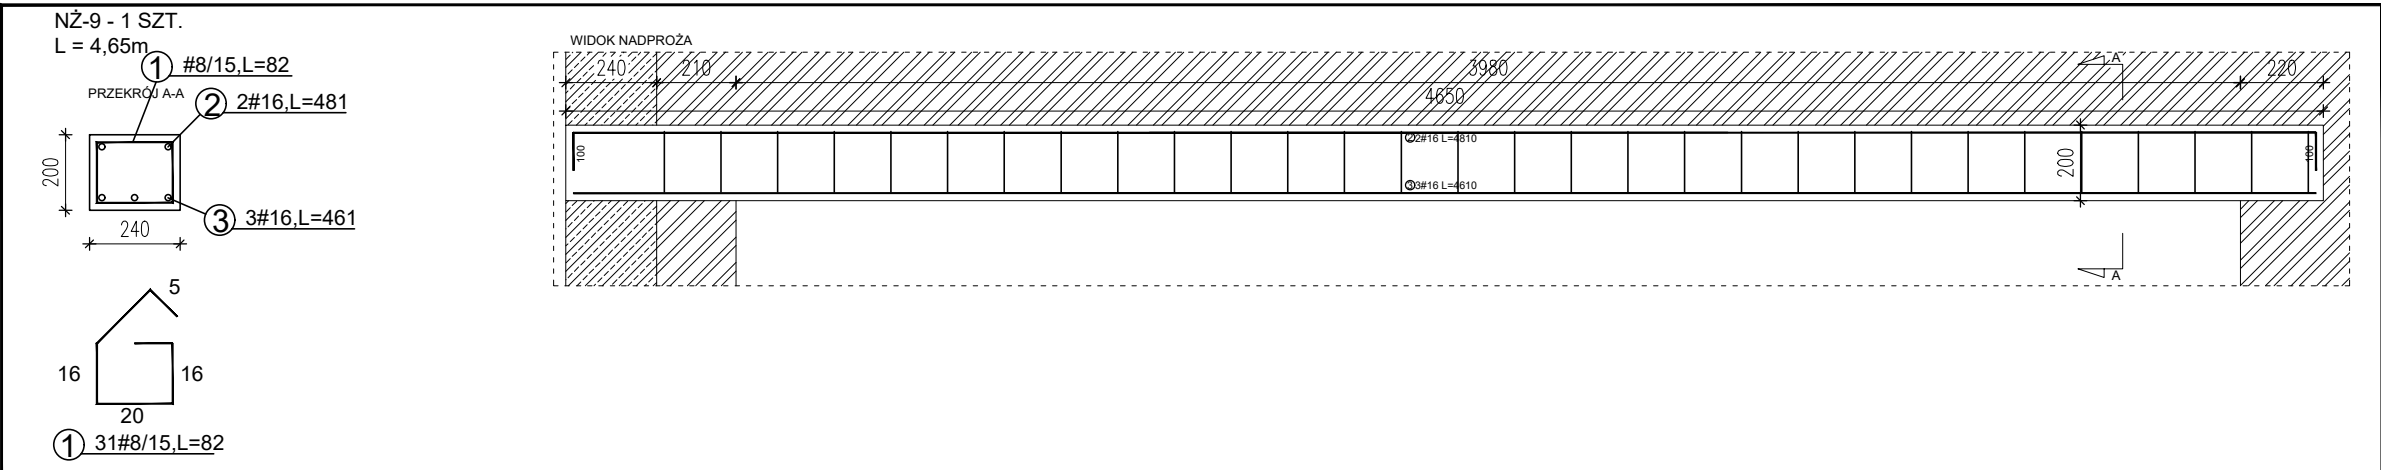 NŻ-9 - 1 SZT.
L = 4,65m
1 #8/15,L=82
PRZEKRÓJ A-A
2 2#16,L=481
200
240
3 3#16,L=461
5
16
16
20
1 31#8/15,L=82
WIDOK NADPROŻA
240
210
3980
220
4650
A
100
2 2#16 L=4810
3 3#16 L=4610
200
100
A